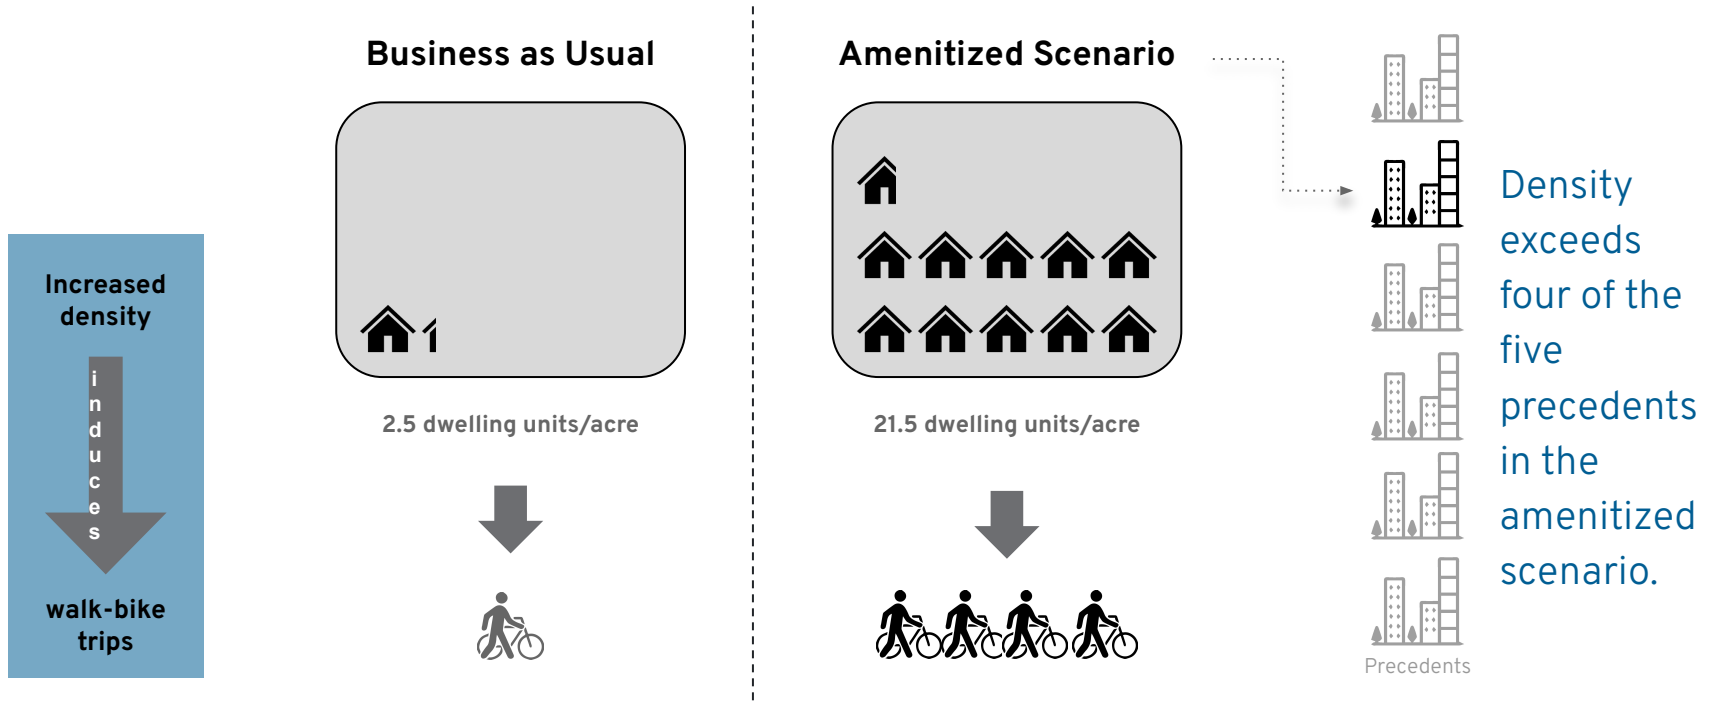 Business as Usual
Amenitized Scenario
Increased
density
induces
walk-bike
trips
2.5 dwelling units/acre
21.5 dwelling units/acre
Density
exceeds
four of the
five
precedents
in the
amenitized
scenario.
Precedents